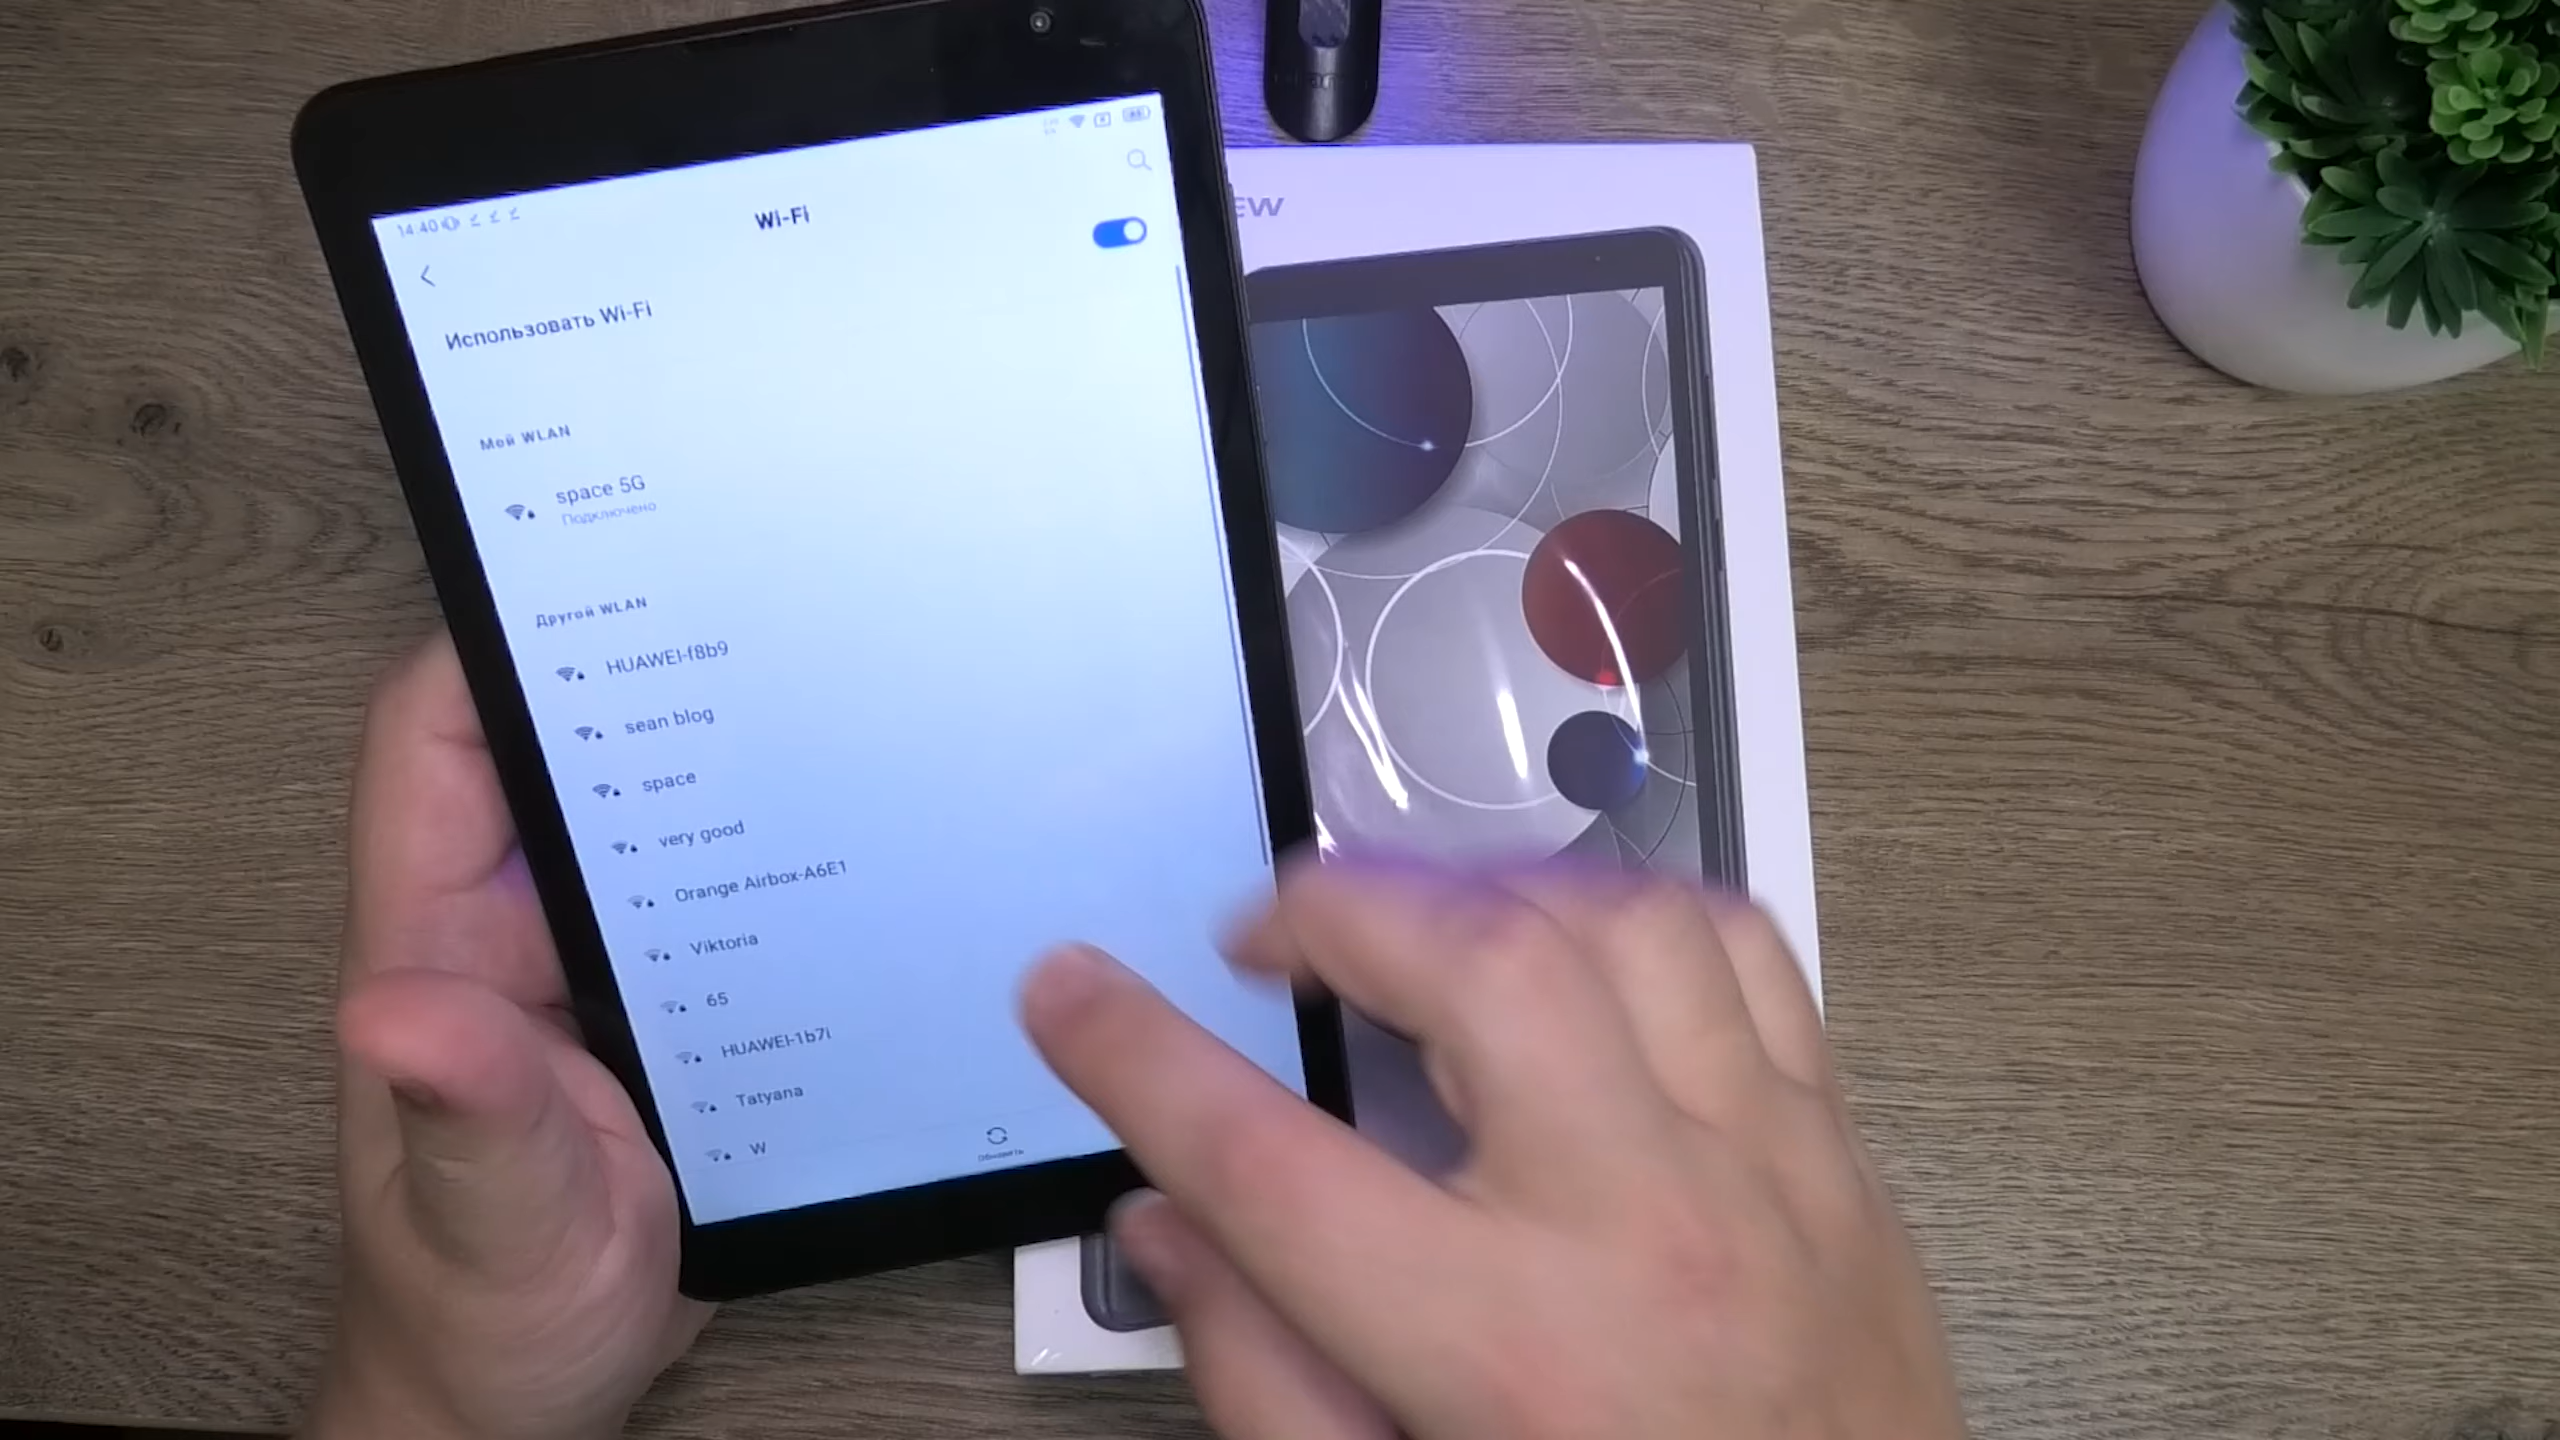 14:40
Wi-Fi
Использовать Wi-Fi
Мой WLAN
space 5G
Подключено
Другой WLAN
HUAWEI-f8b9
sean blog
space
very good
Orange Airbox-A6E1
Viktoria
65
HUAWEI-1b7i
Tatyana
W
Обновить
EW